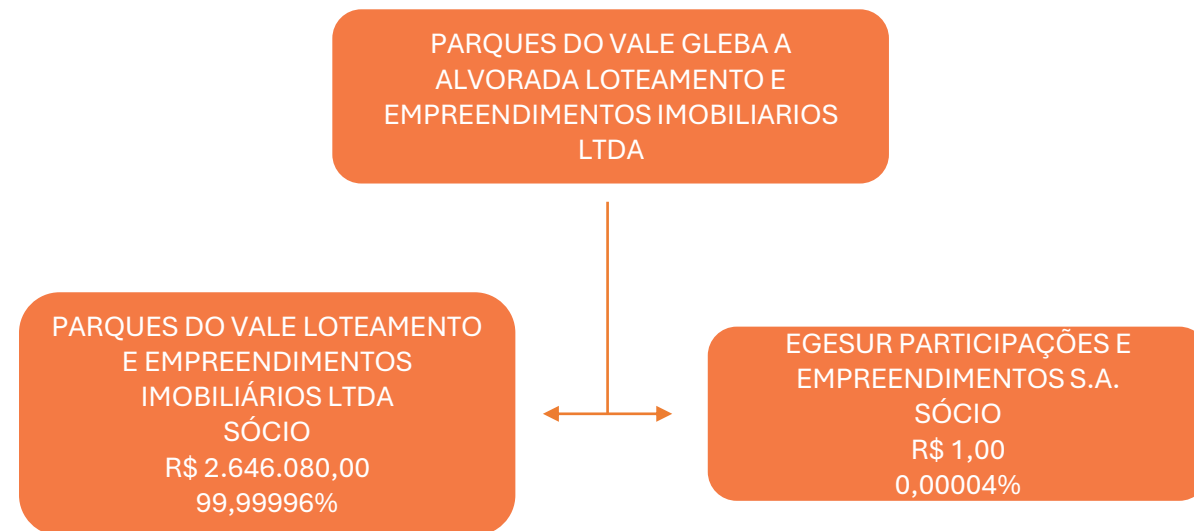 PARQUES DO VALE GLEBA A
ALVORADA LOTEAMENTO E
EMPREENDIMENTOS IMOBILIARIOS
LTDA
PARQUES DO VALE LOTEAMENTO
E EMPREENDIMENTOS
IMOBILIÁRIOS LTDA
SÓCIO
R$ 2.646.080,00
99,99996%
EGESUR PARTICIPAÇÕES E
EMPREENDIMENTOS S.A.
SÓCIO
R$ 1,00
0,00004%